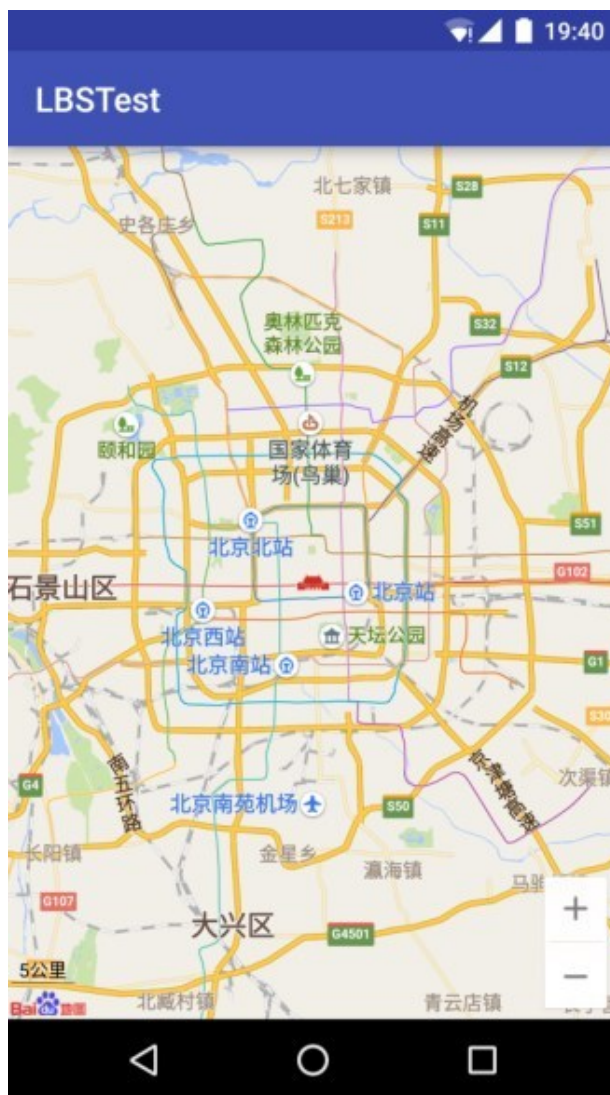 19:40
LBSTest
北七家镇
S28
史各庄乡
S213
S11
奥林匹克
森林公园
S32
S12
机场高速
颐和园
国家体育
场(鸟巢)
S51
北京北站
G102
石景山区
北京站
北京西站
天坛公园
北京南站
G1
南五环路
京津塘高速
次渠镇
G4
北京南苑机场
S50
长阳镇
金星乡
瀛海镇
马驹
G107
大兴区
G4501
5公里
Bai du 地图
北臧村镇
青云店镇